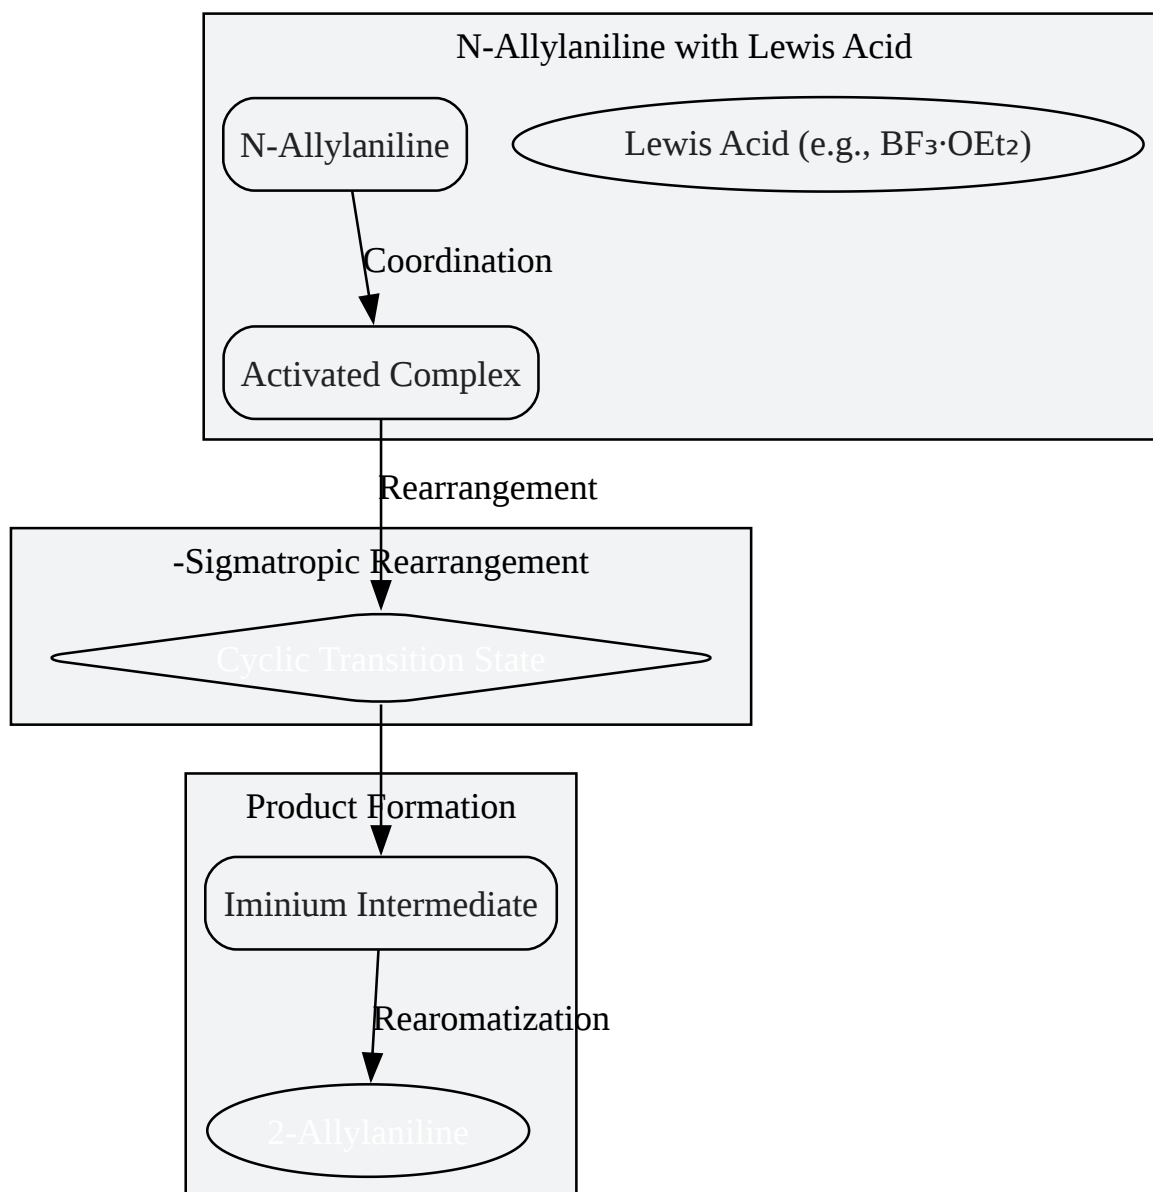 N-Allylaniline with Lewis Acid
N-Allylaniline
Lewis Acid (e.g., BF₃·OEt₂)
Coordination
Activated Complex
Rearrangement
-Sigmatropic Rearrangement
Cyclic Transition State
Product Formation
Iminium Intermediate
Rearomatization
2-Allylaniline